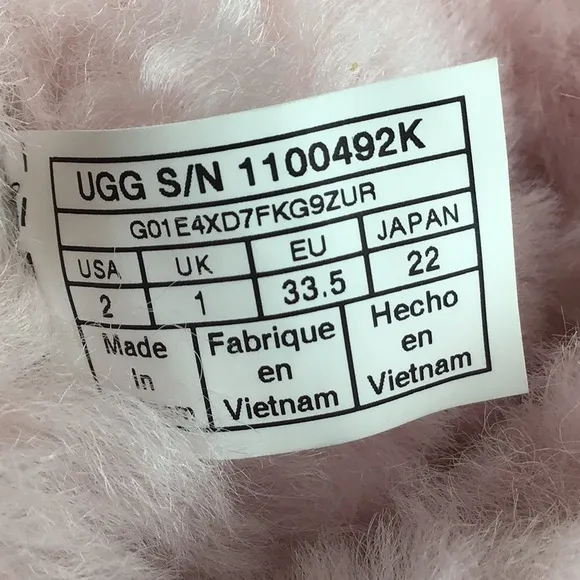 UGG S/N 1100492K
G01E4XD7FKG9ZUR
USA UK EU JAPAN
2 1 33.5 22
Made
in
Fabrique
en
Vietnam
Hecho
en
Vietnam